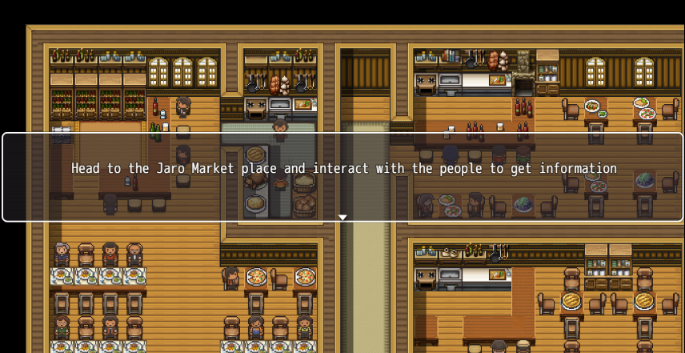 Head to the Jaro Market place and interact with the people to get information